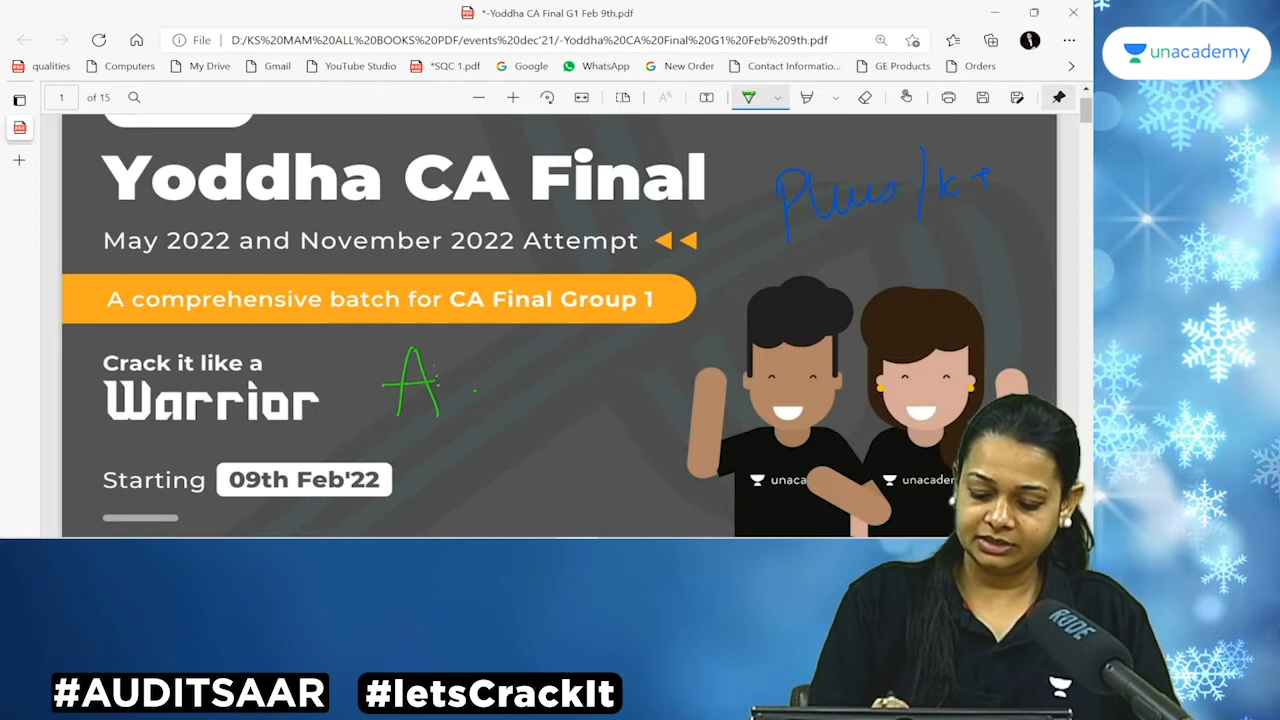 *-Yoddha CA Final G1 Feb 9th.pdf
File D:/KS%20MAM%20ALL%20BOOKS%20PDF/events%20dec'21/-Yoddha%20CA%20Final%20G1%20Feb%209th.pdf
qualities Computers My Drive Gmail YouTube Studio *SQC 1.pdf Google WhatsApp New Order Contact Informatio... GE Products Orders
1 of 15
unacademy
Yoddha CA Final
Plus / k +
May 2022 and November 2022 Attempt
A comprehensive batch for CA Final Group 1
Crack it like a
Warrior
A
Starting 09th Feb'22
unaca
unacader
RODE
#AUDITSAAR #letsCrackIt